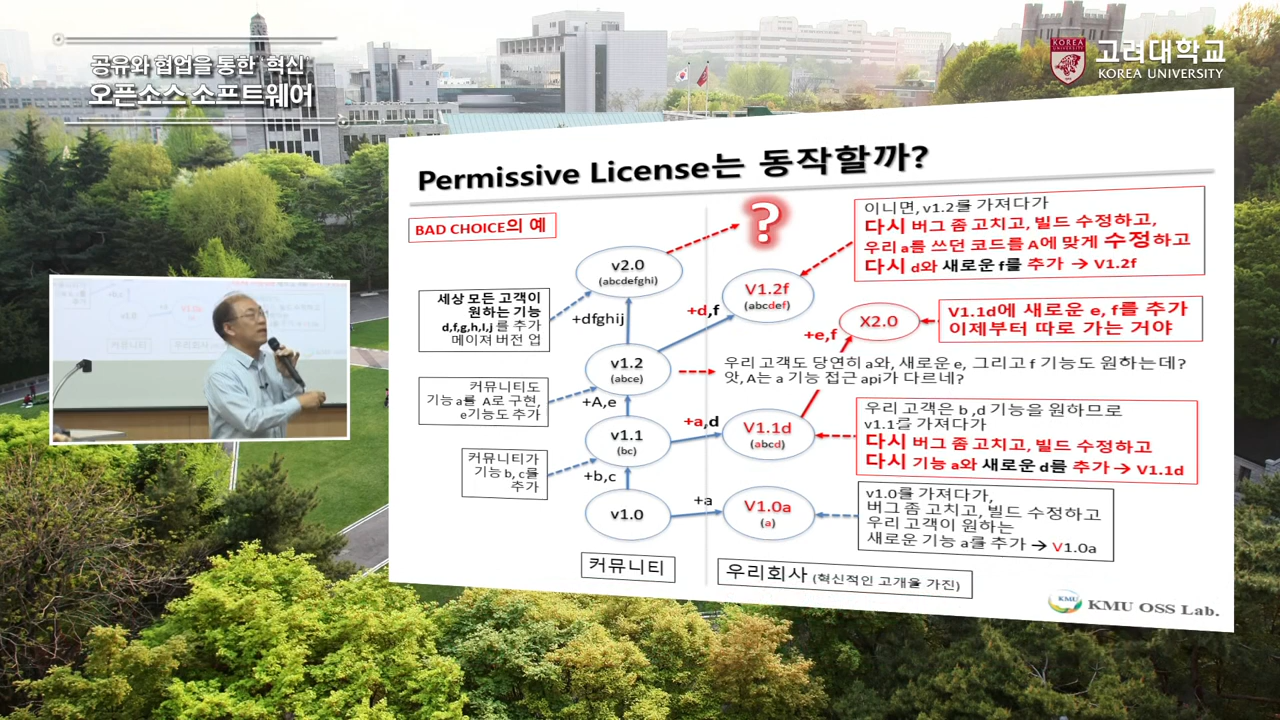 공유와 협업을 통한 혁신
오픈소스 소프트웨어
KOREA
고려대학교
KOREA UNIVERSITY
Permissive License는 동작할까?
BAD CHOICE의 예
?
이니면, v1.2를 가져다가
다시 버그 좀 고치고, 빌드 수정하고,
우리 a를 쓰던 코드를 A에 맞게 수정하고
다시 d와 새로운 f를 추가 → V1.2f
v2.0
(abcdefghi)
V1.2f
(abcdef)
세상 모든 고객이
원하는 기능
d,f,g,h,I,j 를 추가
메이져 버전 업
+dfghij
+d,f
X2.0
V1.1d에 새로운 e, f를 추가
이제부터 따로 가는 거야
+e,f
v1.2
(abce)
우리 고객도 당연히 a와, 새로운 e, 그리고 f 기능도 원하는데?
앗, A는 a 기능 접근 api가 다르네?
커뮤니티도
기능 a를 A로 구현,
e기능도 추가
+A,e
+a,d
우리 고객은 b ,d 기능을 원하므로
v1.1를 가져다가
다시 버그 좀 고치고, 빌드 수정하고
다시 기능 a와 새로운 d를 추가 → V1.1d
v1.1
(bc)
V1.1d
(abcd)
커뮤니티가
기능 b, c를
추가
+b,c
+a
v1.0
V1.0a
(a)
v1.0를 가져다가,
버그 좀 고치고, 빌드 수정하고
우리 고객이 원하는
새로운 기능 a를 추가 → V1.0a
커뮤니티
우리회사 (혁신적인 고개을 가진)
KMU
KMU OSS Lab.